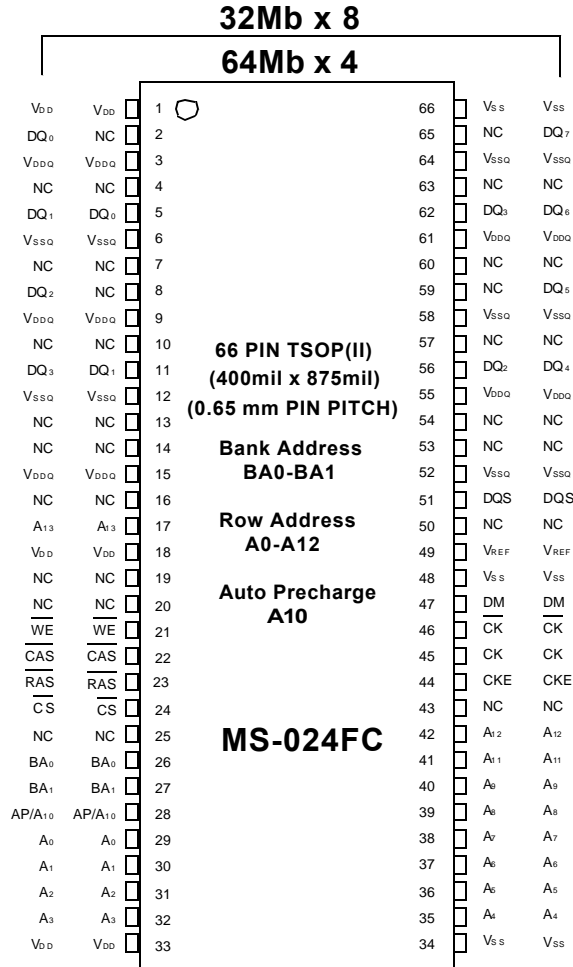 32Mb x 8
64Mb x 4
VDD VDD 1 66 VSS VSS
DQ0 NC 2 65 NC DQ7
VDDQ VDDQ 3 64 VSSQ VSSQ
NC NC 4 63 NC NC
DQ1 DQ0 5 62 DQ3 DQ6
VSSQ VSSQ 6 61 VDDQ VDDQ
NC NC 7 60 NC NC
DQ2 NC 8 59 NC DQ5
VDDQ VDDQ 9 58 VSSQ VSSQ
NC NC 10 57 NC NC
66 PIN TSOP(II)
DQ3 DQ1 11 56 DQ2 DQ4
(400mil x 875mil)
VSSQ VSSQ 12 55 VDDQ VDDQ
(0.65 mm PIN PITCH)
NC NC 13 54 NC NC
NC NC 14 Bank Address 53 NC NC
VDDQ VDDQ 15 BA0-BA1 52 VSSQ VSSQ
NC NC 16 51 DQS DQS
A13 A13 17 Row Address 50 NC NC
VDD VDD 18 A0-A12 49 VREF VREF
NC NC 19 48 VSS VSS
NC NC 20 Auto Precharge 47 DM DM
A10
WE WE 21 46 CK CK
CAS CAS 22 45 CK CK
RAS RAS 23 44 CKE CKE
CS CS 24 43 NC NC
NC NC 25 MS-024FC 42 A12 A12
BA0 BA0 26 41 A11 A11
BA1 BA1 27 40 A9 A9
AP/A10 AP/A10 28 39 A8 A8
A0 A0 29 38 A7 A7
A1 A1 30 37 A6 A6
A2 A2 31 36 A5 A5
A3 A3 32 35 A4 A4
VDD VDD 33 34 VSS VSS